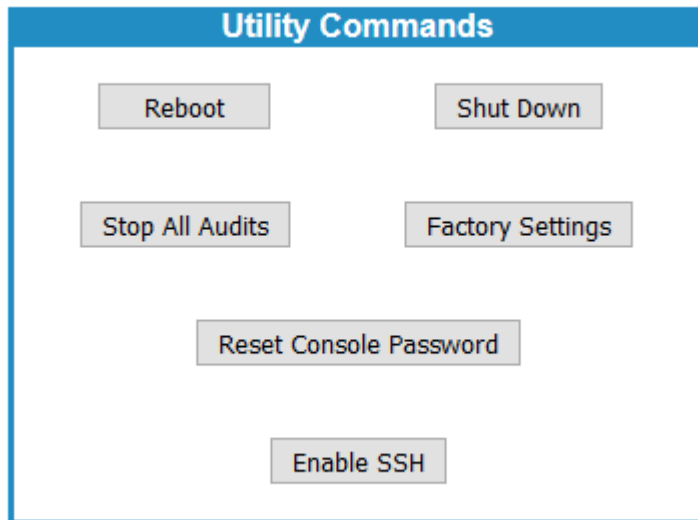 Utility Commands
Reboot
Shut Down
Stop All Audits
Factory Settings
Reset Console Password
Enable SSH